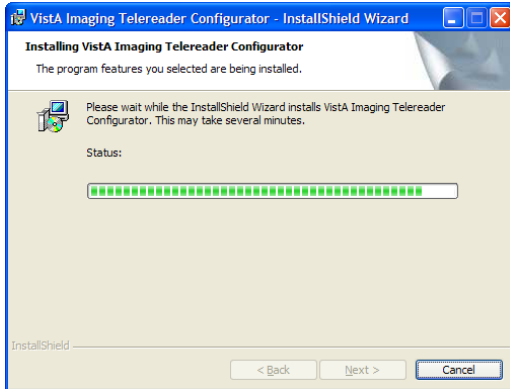 VistA Imaging Telereader Configurator - InstallShield Wizard
Installing VistA Imaging Telereader Configurator
The program features you selected are being installed.
Please wait while the InstallShield Wizard installs VistA Imaging Telereader
Configurator. This may take several minutes.
Status:
InstallShield
< Back Next > Cancel